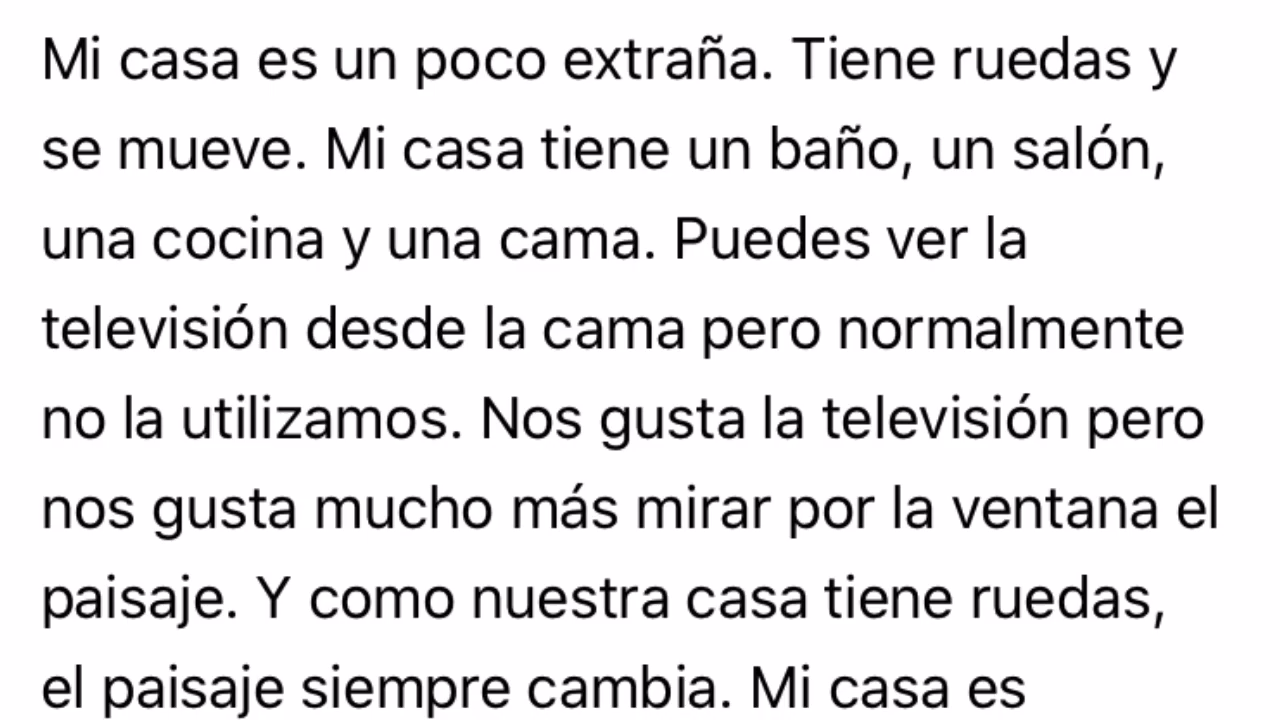 Mi casa es un poco extraña. Tiene ruedas y
se mueve. Mi casa tiene un baño, un salón,
una cocina y una cama. Puedes ver la
televisión desde la cama pero normalmente
no la utilizamos. Nos gusta la televisión pero
nos gusta mucho más mirar por la ventana el
paisaje. Y como nuestra casa tiene ruedas,
el paisaje siempre cambia. Mi casa es